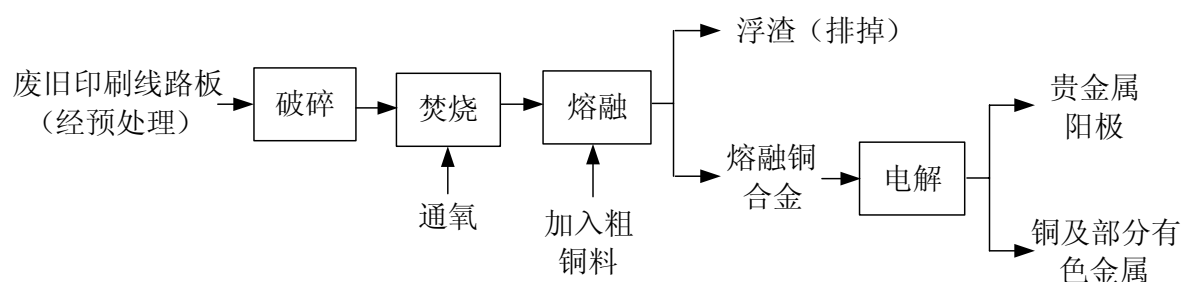 废旧印刷线路板
（经预处理）
破碎
焚烧
通氧
熔融
加入粗
铜料
浮渣（排掉）
熔融铜
合金
电解
贵金属
阳极
铜及部分有
色金属